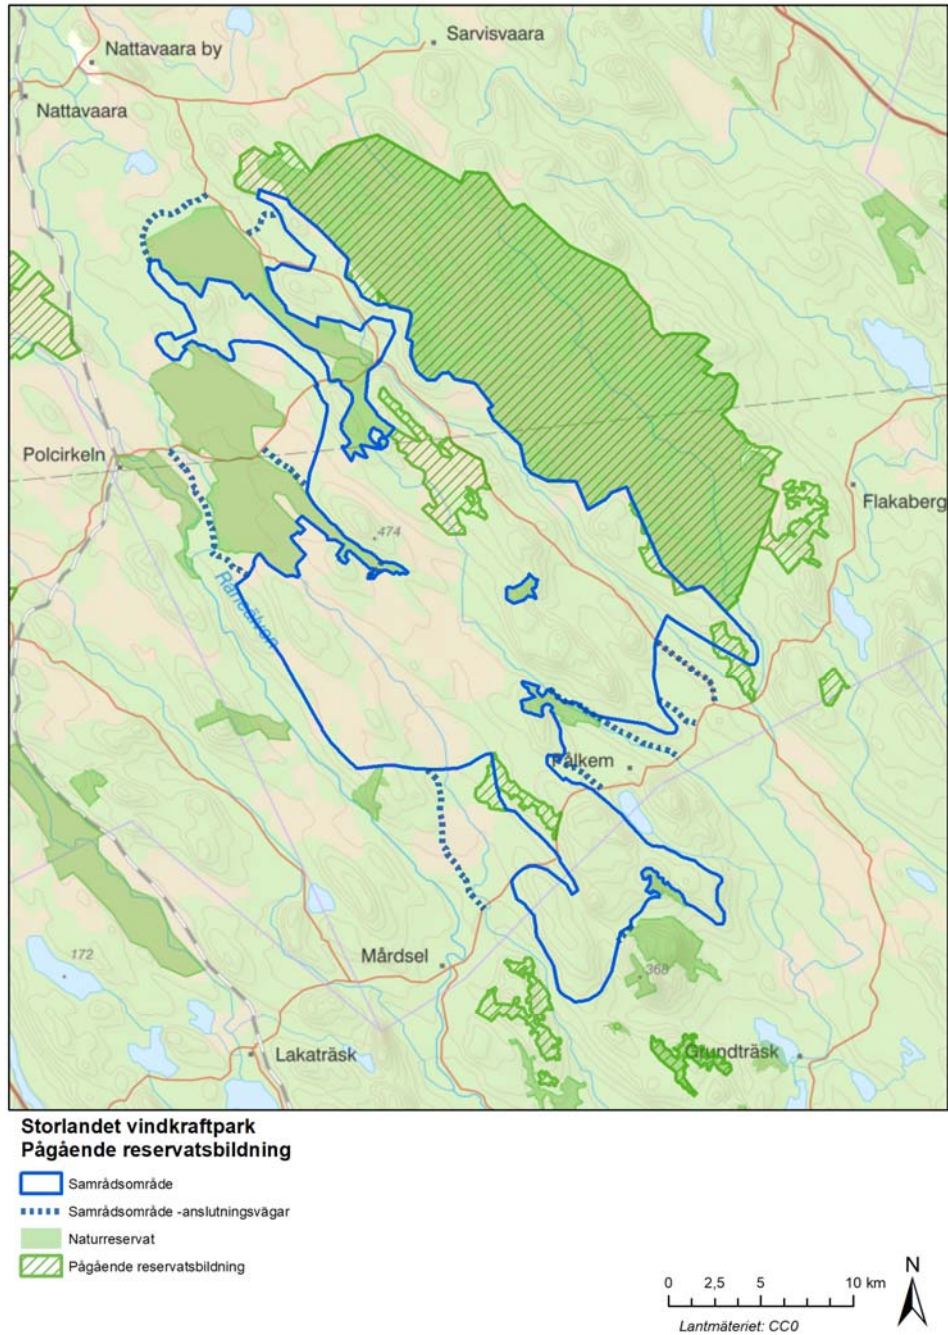 Sarvisvaara
Nattavaara by
Nattavaara
Polcirkeln
474
Flakaberg
Råneälven
Pålkem
Mårdsel
172
368
Lakaträsk
Grundträsk
Storlandet vindkraftpark
Pågående reservatsbildning
Samrådsområde
Samrådsområde -anslutningsvägar
Naturreservat
Pågående reservatsbildning
N
0 2,5 5 10 km
Lantmäteriet: CC0